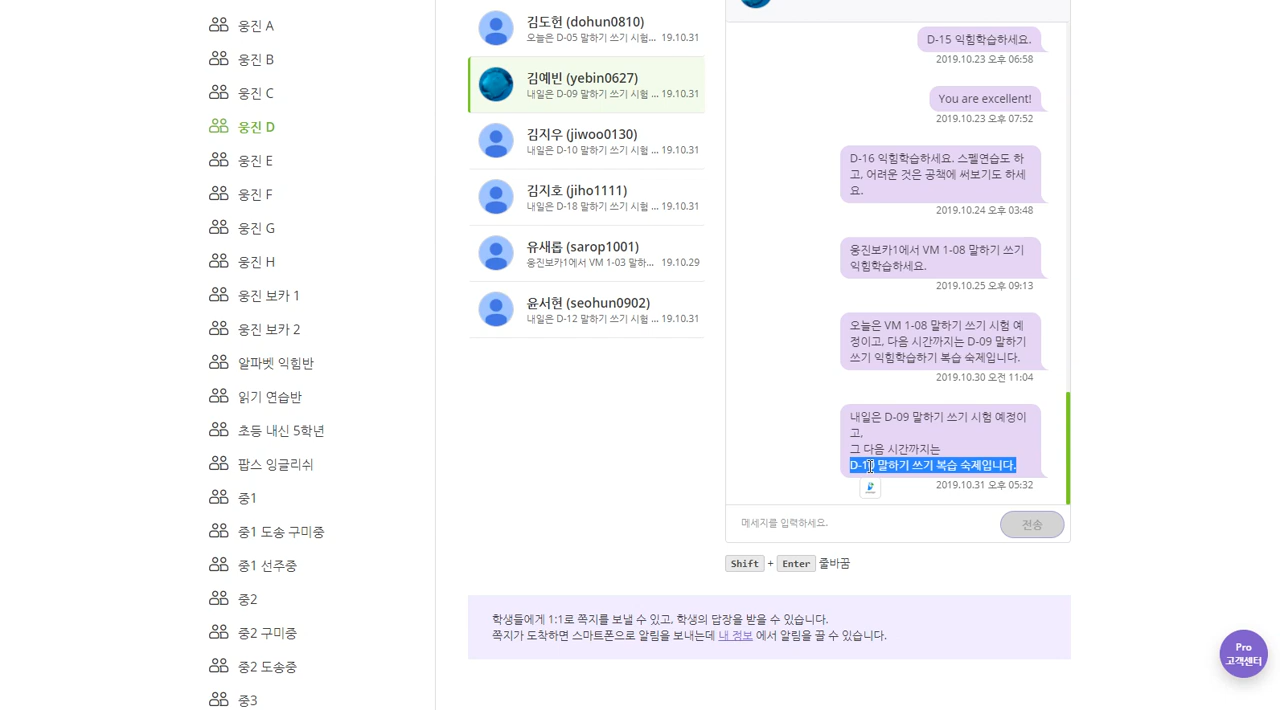 웅진 A
웅진 B
웅진 C
웅진 D
웅진 E
웅진 F
웅진 G
웅진 H
웅진 보카 1
웅진 보카 2
알파벳 익힘반
읽기 연습반
초등 내신 5학년
팝스 잉글리쉬
중1
중1 도송 구미중
중1 선주중
중2
중2 구미중
중2 도송중
중3
김도헌 (dohun0810)
오늘은 D-05 말하기 쓰기 시험... 19.10.31
김예빈 (yebin0627)
내일은 D-09 말하기 쓰기 시험 ... 19.10.31
김지우 (jiwoo0130)
내일은 D-10 말하기 쓰기 시험 ... 19.10.31
김지호 (jiho1111)
내일은 D-18 말하기 쓰기 시험 ... 19.10.31
유새롭 (sarop1001)
웅진보카1에서 VM 1-03 말하... 19.10.29
윤서현 (seohun0902)
내일은 D-12 말하기 쓰기 시험 ... 19.10.31
D-15 익힘학습하세요.
2019.10.23 오후 06:58
You are excellent!
2019.10.23 오후 07:52
D-16 익힘학습하세요. 스펠연습도 하
고, 어려운 것은 공책에 써보기도 하세
요.
2019.10.24 오후 03:48
웅진보카1에서 VM 1-08 말하기 쓰기
익힘학습하세요.
2019.10.25 오후 09:13
오늘은 VM 1-08 말하기 쓰기 시험 예
정이고, 다음 시간까지는 D-09 말하기
쓰기 익힘학습하기 복습 숙제입니다.
2019.10.30 오전 11:04
내일은 D-09 말하기 쓰기 시험 예정이
고,
그 다음 시간까지는
말하기 쓰기 복습 숙제입니다.
2019.10.31 오후 05:32
메세지를 입력하세요.
전송
Shift + Enter 줄바꿈
학생들에게 1:1로 쪽지를 보낼 수 있고, 학생의 답장을 받을 수 있습니다.
쪽지가 도착하면 스마트폰으로 알림을 보내는데 내 정보 에서 알림을 끌 수 있습니다.
Pro
고객센터